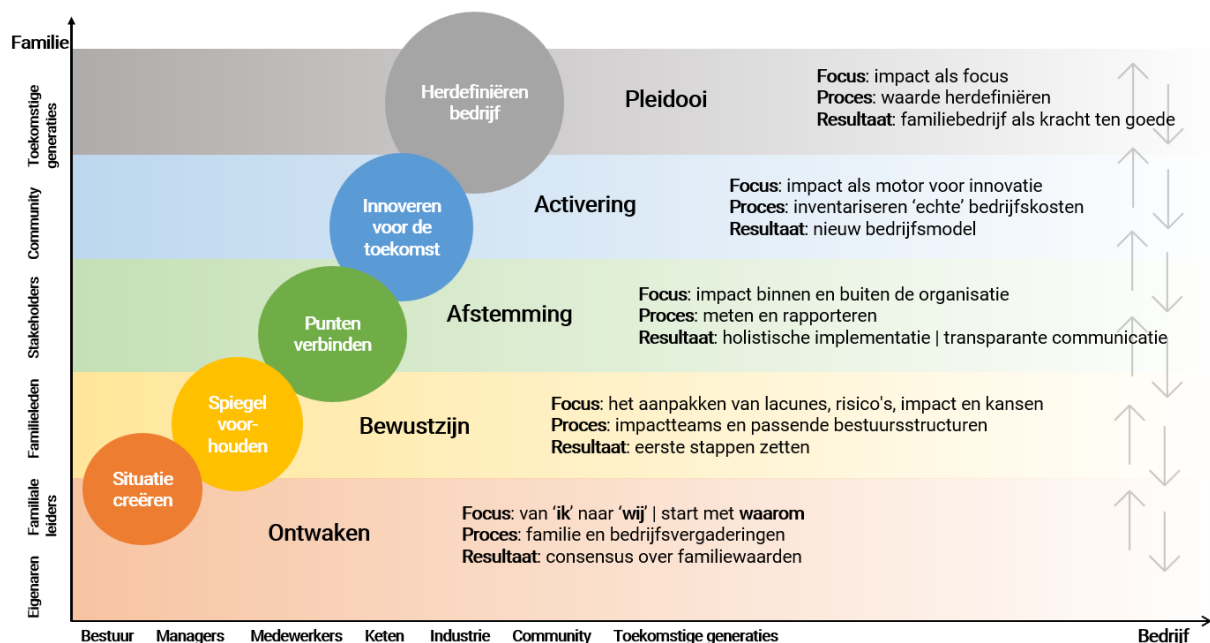 Familie
Toekomstige
generaties
Herdefiniëren
bedrijf
Pleidooi
Focus: impact als focus
Proces: waarde herdefiniëren
Resultaat: familiebedrijf als kracht ten goede
Community
Innoveren
voor de
toekomst
Activering
Focus: impact als motor voor innovatie
Proces: inventariseren ‘echte’ bedrijfskosten
Resultaat: nieuw bedrijfsmodel
Stakeholders
Punten
verbinden
Afstemming
Focus: impact binnen en buiten de organisatie
Proces: meten en rapporteren
Resultaat: holistische implementatie | transparante communicatie
Familieleden
Spiegel
voor-
houden
Bewustzijn
Focus: het aanpakken van lacunes, risico's, impact en kansen
Proces: impactteams en passende bestuursstructuren
Resultaat: eerste stappen zetten
Familiale
leiders
Situatie
creëren
Ontwaken
Focus: van ‘ik’ naar ‘wij’ | start met waarom
Proces: familie en bedrijfsvergaderingen
Resultaat: consensus over familiewaarden
Eigenaren
Bestuur Managers Medewerkers Keten Industrie Community Toekomstige generaties Bedrijf